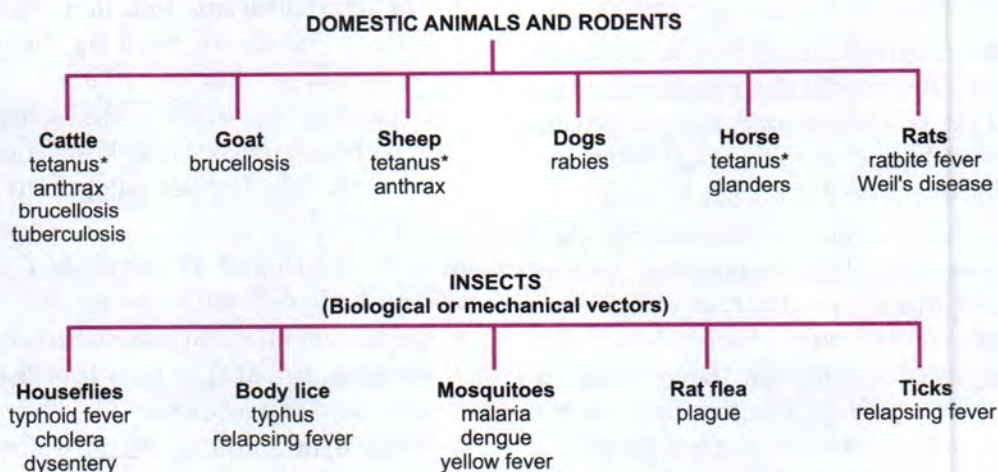 DOMESTIC ANIMALS AND RODENTS
Cattle
tetanus*
anthrax
brucellosis
tuberculosis
Goat
brucellosis
Sheep
tetanus*
anthrax
Dogs
rabies
Horses
tetanus*
glanders
Rats
ratbite fever
Weil's disease
INSECTS
(Biological or mechanical vectors)
Houseflies
typhoid fever
cholera
dysentery
Body lice
typhus
relapsing fever
Mosquitoes
malaria
dengue
yellow fever
Rat flea
plague
Ticks
relapsing fever